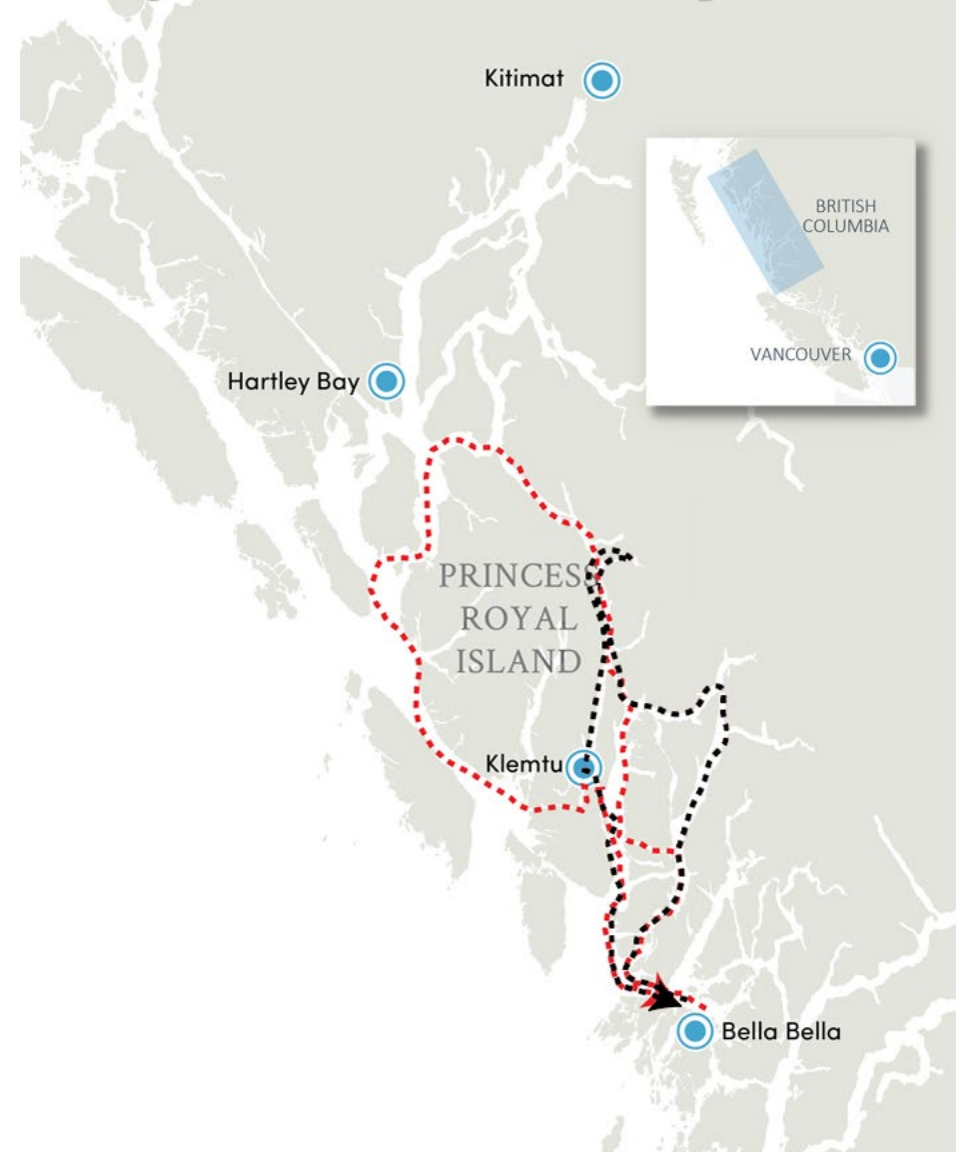 Kitimat
BRITISH
COLUMBIA
VANCOUVER
Hartley Bay
PRINCESS
ROYAL
ISLAND
Klemtu
Bella Bella